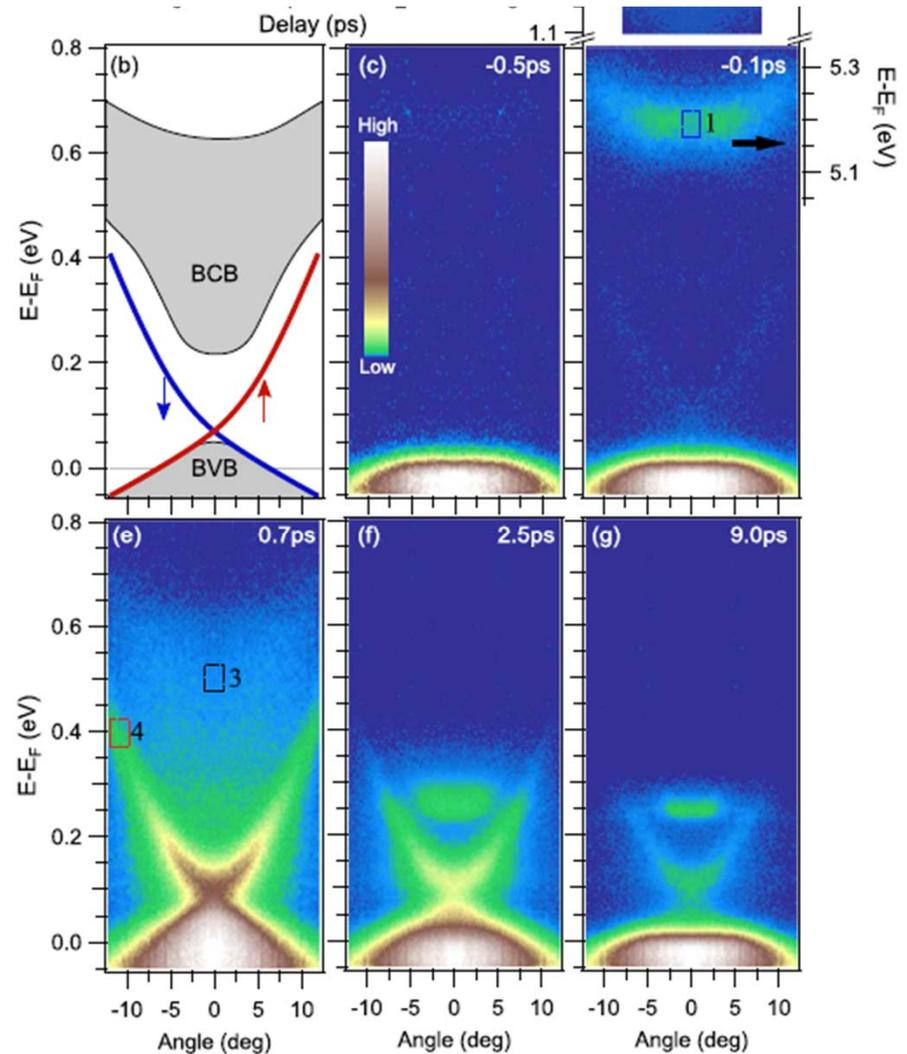 Delay (ps)
1.1
0.8
0.6
0.4
0.2
0.0
E-E_F (eV)
(b)
BCB
BVB
(c)
-0.5ps
High
Low
-0.1ps
1
5.3
5.1
E-E_F (eV)
0.8
0.6
0.4
0.2
0.0
E-E_F (eV)
(e)
0.7ps
3
4
(f)
2.5ps
(g)
9.0ps
-10 -5 0 5 10
-10 -5 0 5 10
-10 -5 0 5 10
Angle (deg)
Angle (deg)
Angle (deg)